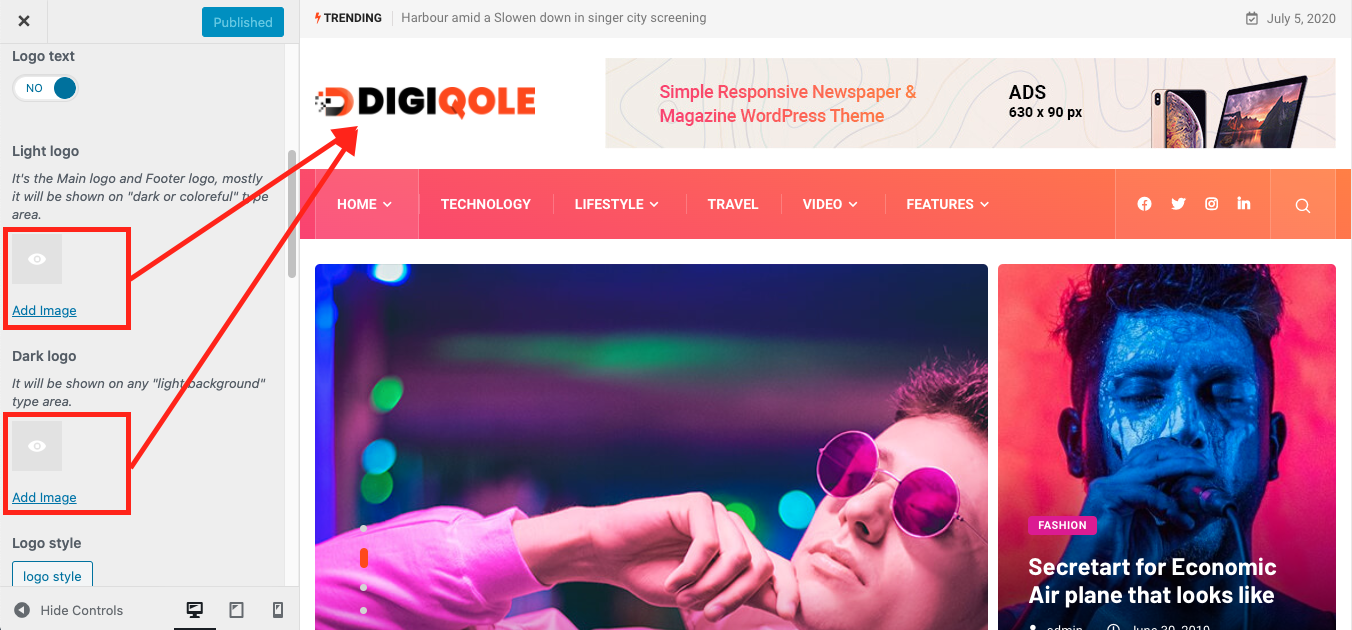 Published
Logo text
NO
Light logo
It's the Main logo and Footer logo, mostly
it will be shown on "dark or coloreful" type
area.
Add Image
Dark logo
It will be shown on any "light background"
type area.
Add Image
Logo style
logo style
Hide Controls
TRENDING Harbour amid a Slowen down in singer city screening
July 5, 2020
DIGIQOLE
Simple Responsive Newspaper &
Magazine WordPress Theme
ADS
630 x 90 px
HOME TECHNOLOGY LIFESTYLE TRAVEL VIDEO FEATURES
FASHION
Secretart for Economic
Air plane that looks like
admin June 30, 2019